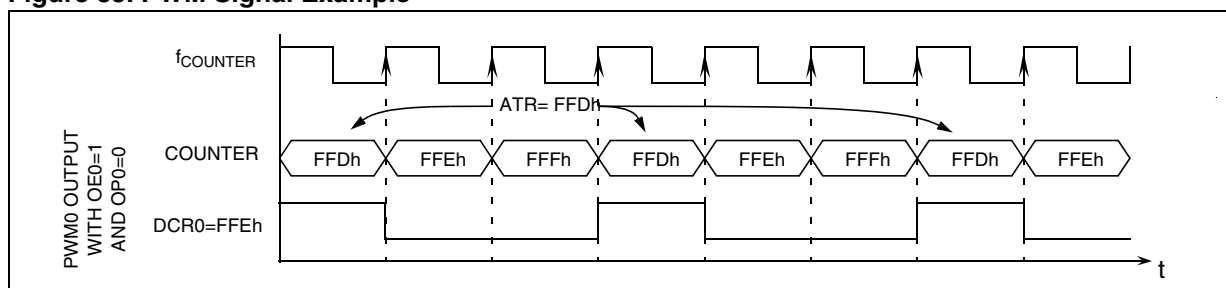 Figure 38. PWM Signal Example
fCOUNTER
ATR= FFDh
COUNTER
FFDh
FFEh
FFFh
FFDh
FFEh
FFFh
FFDh
FFEh
DCR0=FFEh
PWM0 OUTPUT
WITH OE0=1
AND OP0=0
t